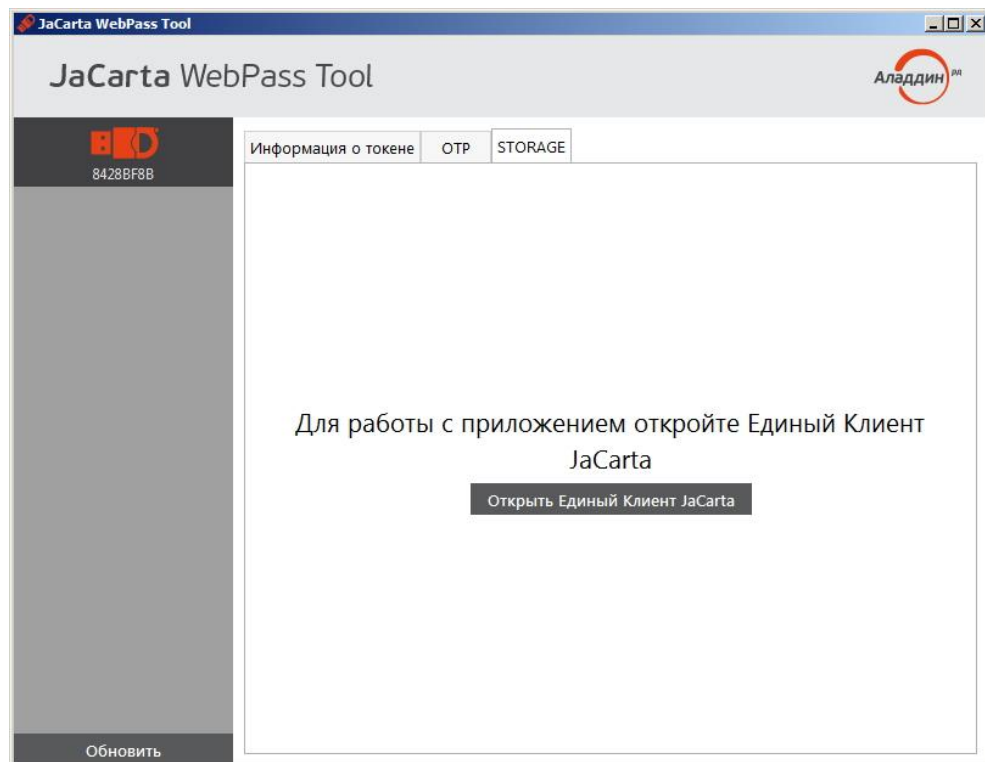 JaCarta WebPass Tool
JaCarta WebPass Tool
Аладдин РД
8428BF8B
Информация о токене OTP STORAGE
Для работы с приложением откройте Единый Клиент
JaCarta
Открыть Единый Клиент JaCarta
Обновить